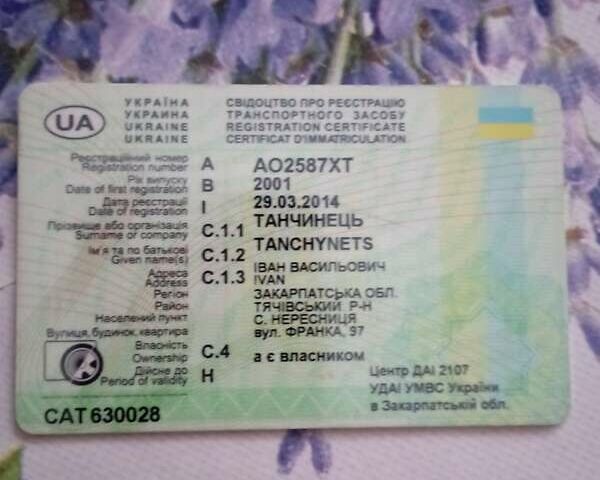 UA
УКРАЇНА СВІДОЦТВО ПРО РЕЄСТРАЦІЮ
УКРАИНА ТРАНСПОРТНОГО ЗАСОБУ
UKRAINE REGISTRATION CERTIFICATE
UKRAINE CERTIFICAT D'IMMATRICULATION
Реєстраційний номер
Registration number A АО2587ХТ
Рік випуску
Date of first registration B 2001
Дата реєстрації
Date of registration I 29.03.2014
Прізвище або організація ТАНЧИНЕЦЬ
Surname or company C.1.1 TANCHYNETS
Ім'я та по батькові C.1.2 ІВАН ВАСИЛЬОВИЧ
Given name(s) IVAN
Адреса C.1.3
Address
Регіон ЗАКАРПАТСЬКА ОБЛ.
Район ТЯЧІВСЬКИЙ Р-Н
Населений пункт С. НЕРЕСНИЦЯ
Вулиця, будинок, квартира вул. ФРАНКА, 97
Власність
Ownership C.4 а є власником
Дійсне до
Period of validity H
Центр ДАІ 2107
УДАІ УМВС України
в Закарпатській обл.
САТ 630028